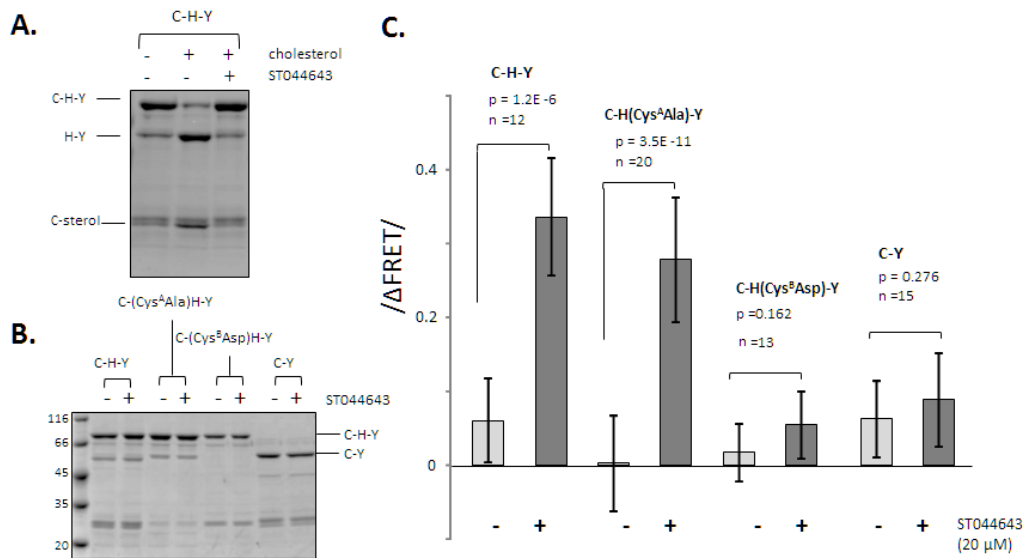 A.
C-H-Y
- + + cholesterol
- - + ST044643
C-H-Y
H-Y
C-sterol
B.
C-(CysᴬAla)H-Y
C-(CysᴮAsp)H-Y
C-H-Y
C-Y
- + - + - + - + ST044643
116
66
45
35
20
C-H-Y
C-Y
C.
/ΔFRET/
0.4
0.2
0
C-H-Y
p = 1.2E -6
n =12
C-H(CysᴬAla)-Y
p = 3.5E -11
n =20
C-H(CysᴮAsp)-Y
p =0.162
n =13
C-Y
p = 0.276
n =15
- + - + - + - + ST044643
(20 µM)